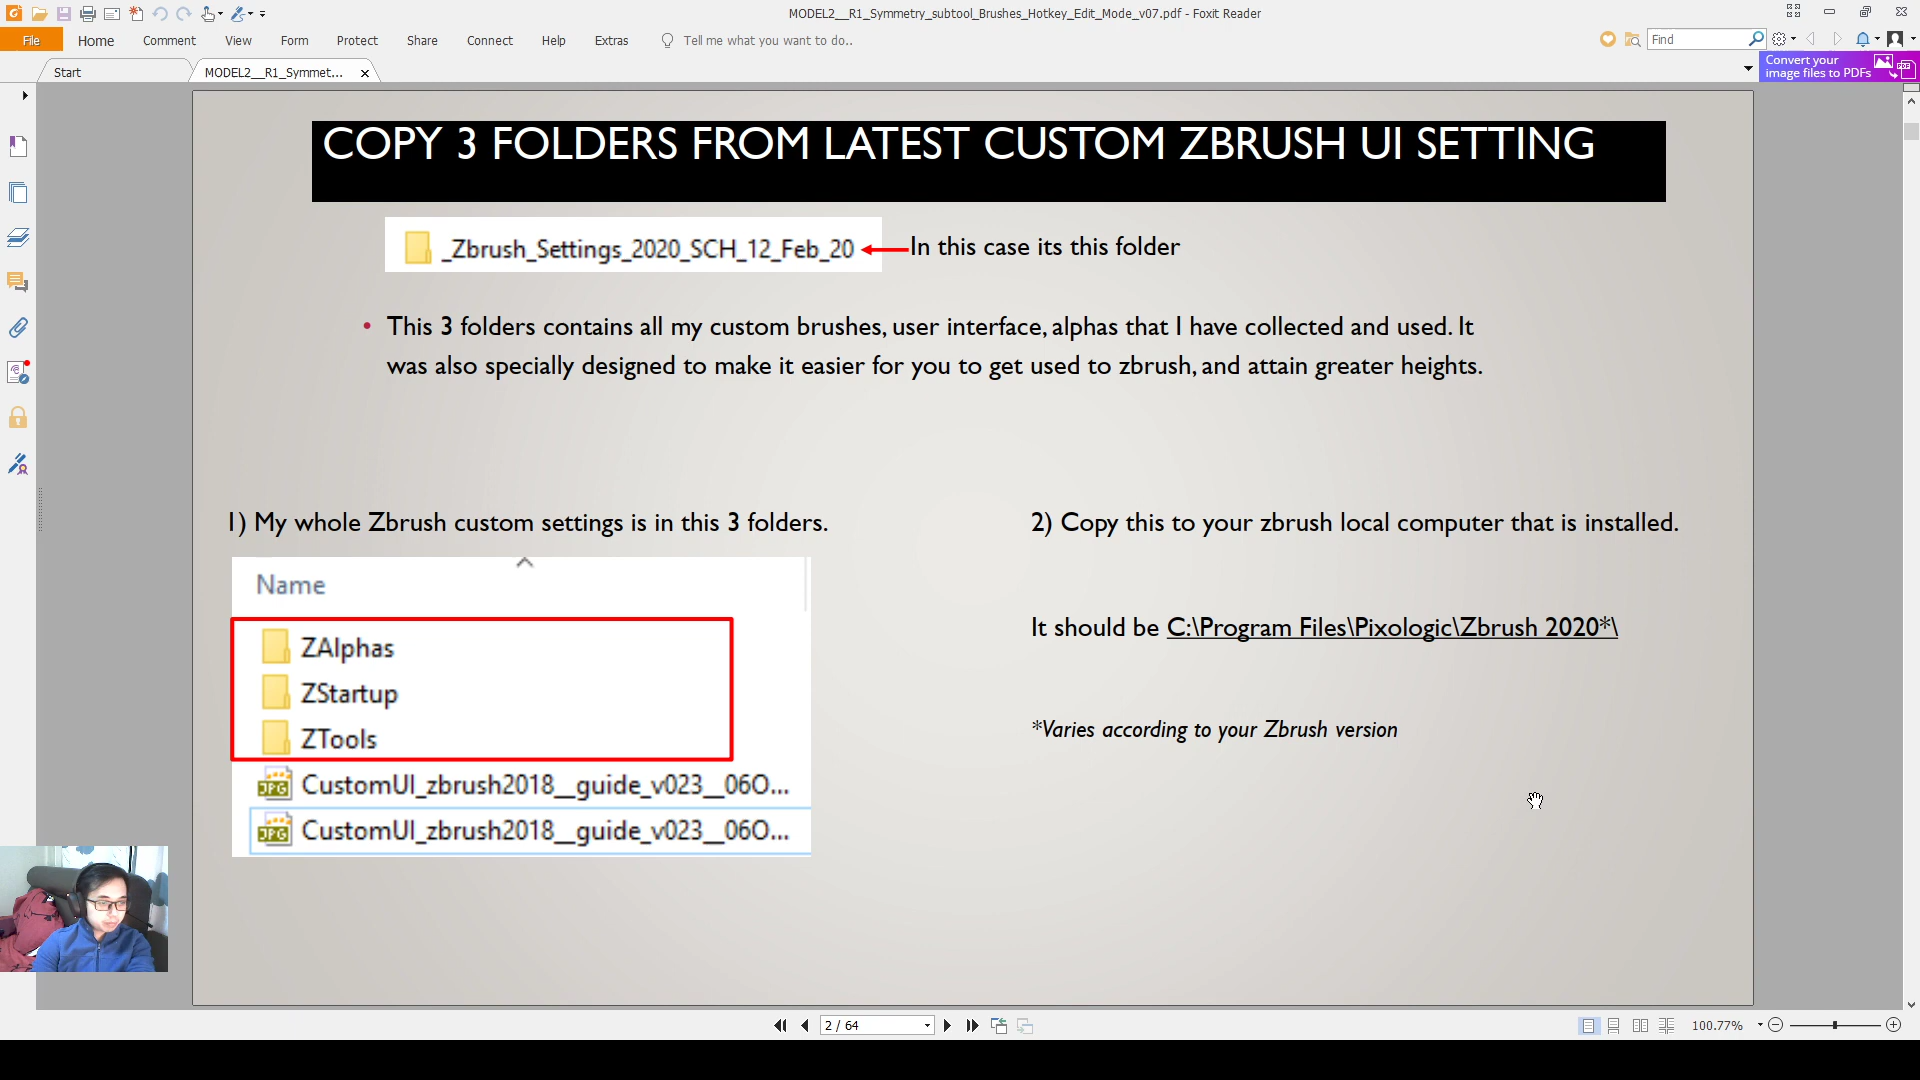 MODEL2__R1_Symmetry_subtool_Brushes_Hotkey_Edit_Mode_v07.pdf - Foxit Reader
File Home Comment View Form Protect Share Connect Help Extras Tell me what you want to do..
Find
Start
MODEL2__R1_Symmet...
Convert your
image files to PDFs
COPY 3 FOLDERS FROM LATEST CUSTOM ZBRUSH UI SETTING
_Zbrush_Settings_2020_SCH_12_Feb_20
In this case its this folder
• This 3 folders contains all my custom brushes, user interface, alphas that I have collected and used. It
was also specially designed to make it easier for you to get used to zbrush, and attain greater heights.
1) My whole Zbrush custom settings is in this 3 folders.
Name
ZAlphas
ZStartup
ZTools
JPG CustomUI_zbrush2018__guide_v023__06O...
JPG CustomUI_zbrush2018__guide_v023__06O...
2) Copy this to your zbrush local computer that is installed.
It should be C:\Program Files\Pixologic\Zbrush 2020*\
*Varies according to your Zbrush version
2 / 64
100.77%